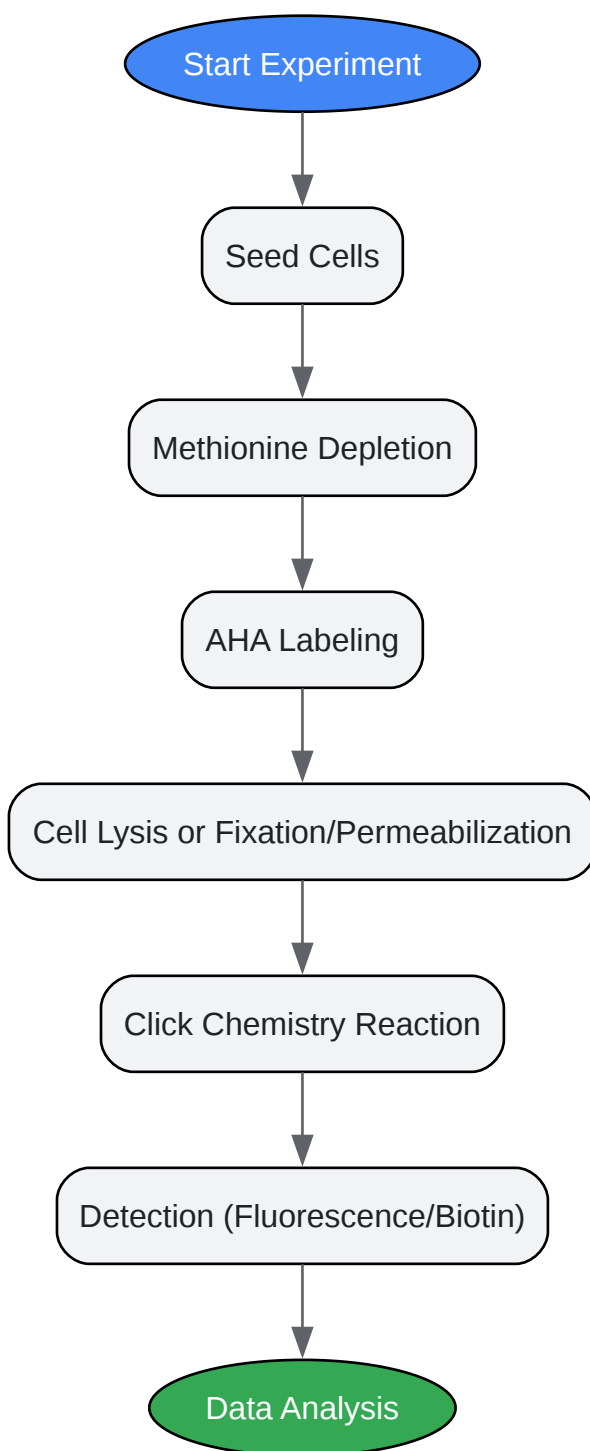 Start Experiment
Seed Cells
Methionine Depletion
AHA Labeling
Cell Lysis or Fixation/Permeabilization
Click Chemistry Reaction
Detection (Fluorescence/Biotin)
Data Analysis